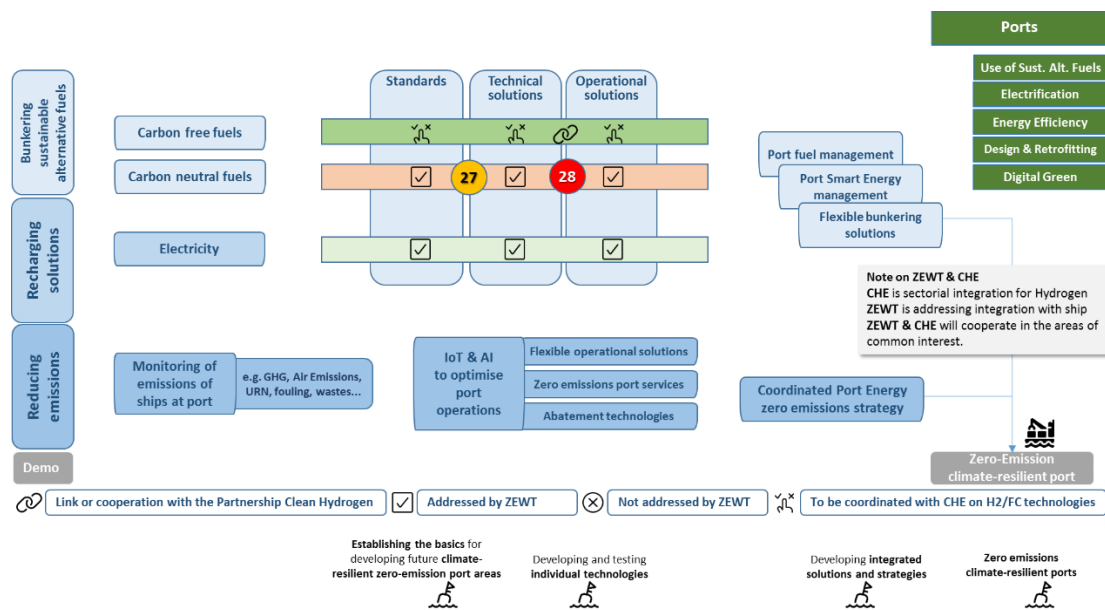 Ports
Use of Sust. Alt. Fuels
Electrification
Energy Efficiency
Design & Retrofitting
Digital Green
Bunkering
sustainable
alternative fuels
Recharging
solutions
Reducing
emissions
Demo
Standards
Technical
solutions
Operational
solutions
Carbon free fuels
Carbon neutral fuels
27
28
Electricity
Port fuel management
Port Smart Energy
management
Flexible bunkering
solutions
Note on ZEWT & CHE
CHE is sectorial integration for Hydrogen
ZEWT is addressing integration with ship
ZEWT & CHE will cooperate in the areas of
common interest.
Monitoring of
emissions of
ships at port
e.g. GHG, Air Emissions,
URN, fouling, wastes...
IoT & AI
to optimise
port
operations
Flexible operational solutions
Zero emissions port services
Abatement technologies
Coordinated Port Energy
zero emissions strategy
Zero-Emission
climate-resilient port
Link or cooperation with the Partnership Clean Hydrogen
Addressed by ZEWT
Not addressed by ZEWT
To be coordinated with CHE on H2/FC technologies
Establishing the basics for
developing future climate-
resilient zero-emission port areas
Developing and testing
individual technologies
Developing integrated
solutions and strategies
Zero emissions
climate-resilient ports